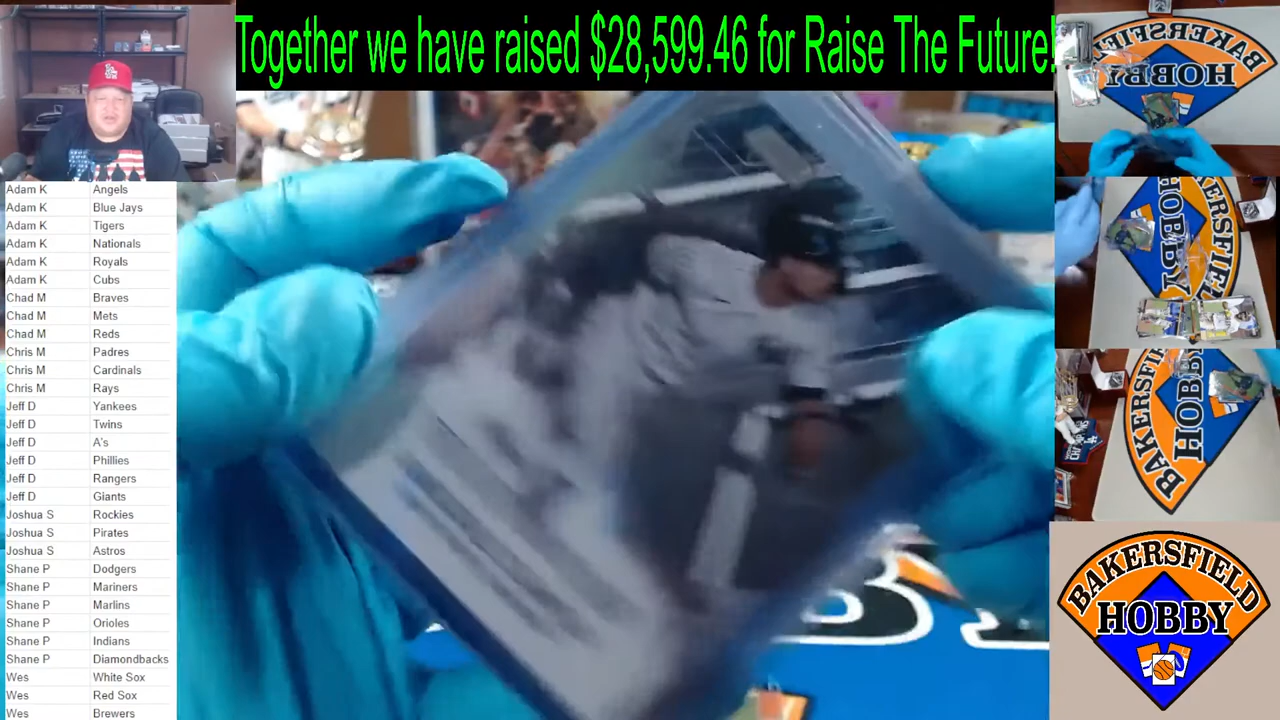 Together we have raised $28,599.46 for Raise The Future!
Adam K Angels
Adam K Blue Jays
Adam K Tigers
Adam K Nationals
Adam K Royals
Adam K Cubs
Chad M Braves
Chad M Mets
Chad M Reds
Chris M Padres
Chris M Cardinals
Chris M Rays
Jeff D Yankees
Jeff D Twins
Jeff D A's
Jeff D Phillies
Jeff D Rangers
Jeff D Giants
Joshua S Rockies
Joshua S Pirates
Joshua S Astros
Shane P Dodgers
Shane P Mariners
Shane P Marlins
Shane P Orioles
Shane P Indians
Shane P Diamondbacks
Wes White Sox
Wes Red Sox
Wes Brewers
BAKERSFIELD
HOBBY
BAKERSFIELD
HOBBY
BAKERSFIELD
HOBBY
BAKERSFIELD
HOBBY